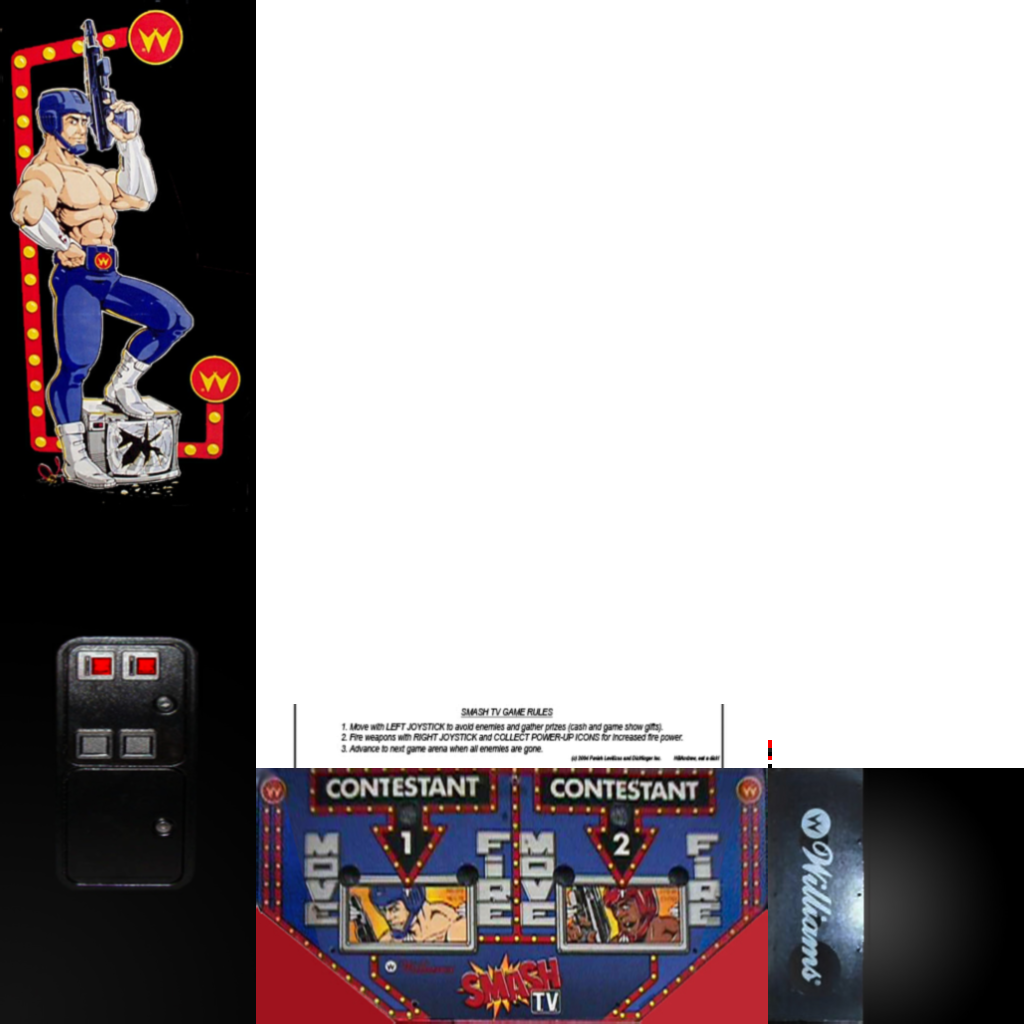 SMASH TV GAME RULES
1. Move with LEFT JOYSTICK to avoid enemies and gather prizes (cash and game show gifts).
2. Fire weapons with RIGHT JOYSTICK and COLLECT POWER-UP ICONS for increased fire power.
3. Advance to next game arena when all enemies are gone.
CONTESTANT
1
MOVE
FIRE
CONTESTANT
2
MOVE
FIRE
SMASH
TV
W
Williams
W
W
W